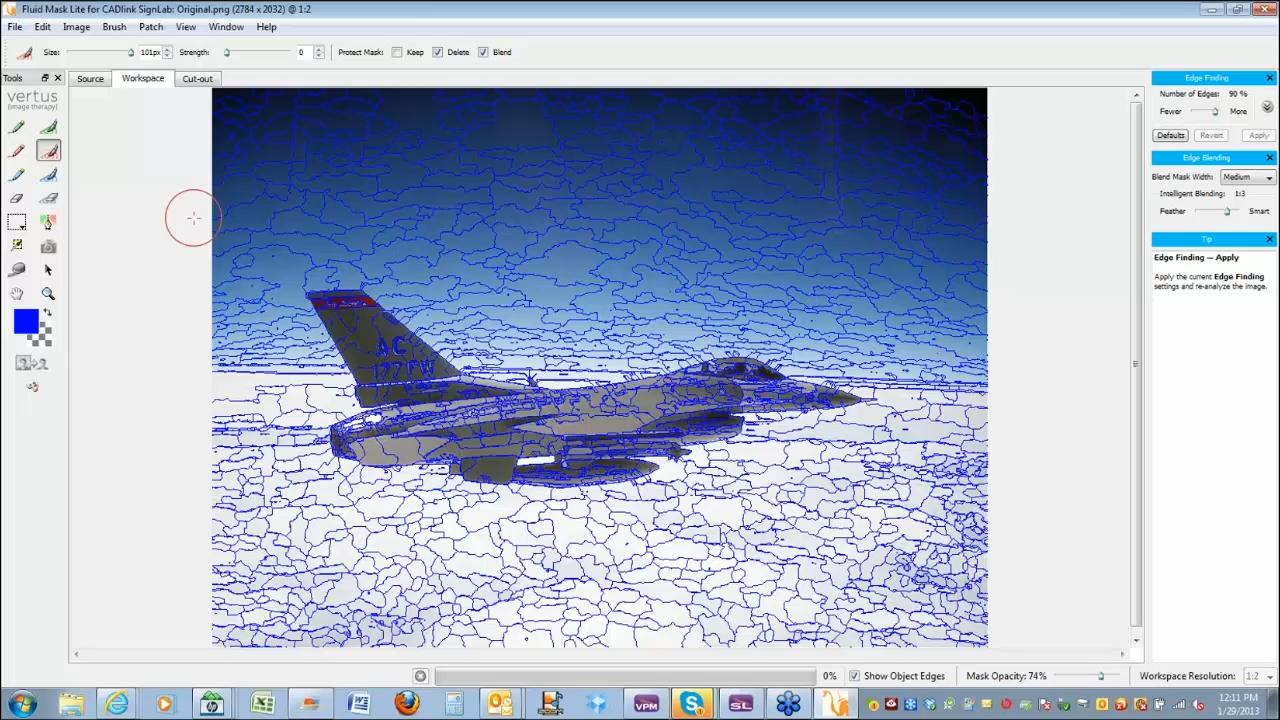 Fluid Mask Lite for CADlink SignLab: Original.png (2784 x 2032) @ 1:2
File Edit Image Brush Patch View Window Help
Size: 101px Strength: 0 Protect Mask: Keep Delete Blend
Tools
Source Workspace Cut-out
vertus
(image therapy)
Edge Finding
Number of Edges: 90 %
Fewer More
Defaults Revert Apply
Edge Blending
Blend Mask Width: Medium
Intelligent Blending: 1:3
Feather Smart
Tip
Edge Finding — Apply
Apply the current Edge Finding
settings and re-analyze the image.
AC
177FW
0% Show Object Edges Mask Opacity: 74% Workspace Resolution: 1:2
VPM SL
12:11 PM
1/29/2013